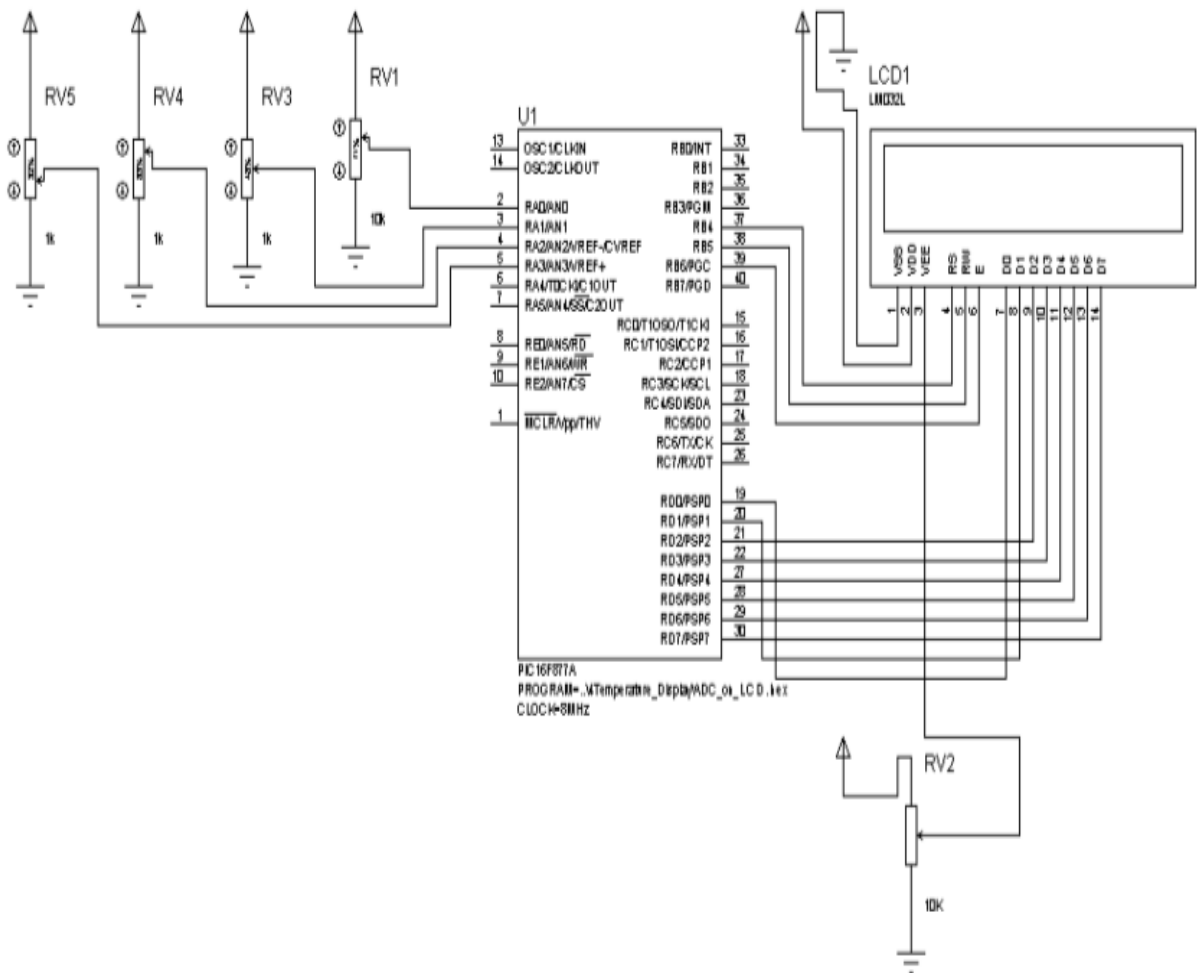 RV5
RV4
RV3
RV1
1k
1k
1k
10k
U1
13 OSC1/CLKIN
14 OSC2/CLKOUT
2 RA0/AN0
3 RA1/AN1
4 RA2/AN2/VREF-/CVREF
5 RA3/AN3/VREF+
6 RA4/T0CKI/C1OUT
7 RA5/AN4/SS/C2OUT
8 RE0/AN5/RD
9 RE1/AN6/WR
10 RE2/AN7/CS
1 MCLR/Vpp/THV
RB0/INT 33
RB1 34
RB2 35
RB3/PGM 36
RB4 37
RB5 38
RB6/PGC 39
RB7/PGD 40
RC0/T1OSO/T1CKI 15
RC1/T1OSI/CCP2 16
RC2/CCP1 17
RC3/SCK/SCL 18
RC4/SDI/SDA 23
RC5/SDO 24
RC6/TX/CK 25
RC7/RX/DT 26
RD0/PSP0 19
RD1/PSP1 20
RD2/PSP2 21
RD3/PSP3 22
RD4/PSP4 27
RD5/PSP5 28
RD6/PSP6 29
RD7/PSP7 30
PIC16F877A
CLOCK=8MHz
LCD1
LM032L
VSS VDD VEE RS RW E D0 D1 D2 D3 D4 D5 D6 D7
1 2 3 4 5 6 7 8 9 10 11 12 13 14
RV2
10K